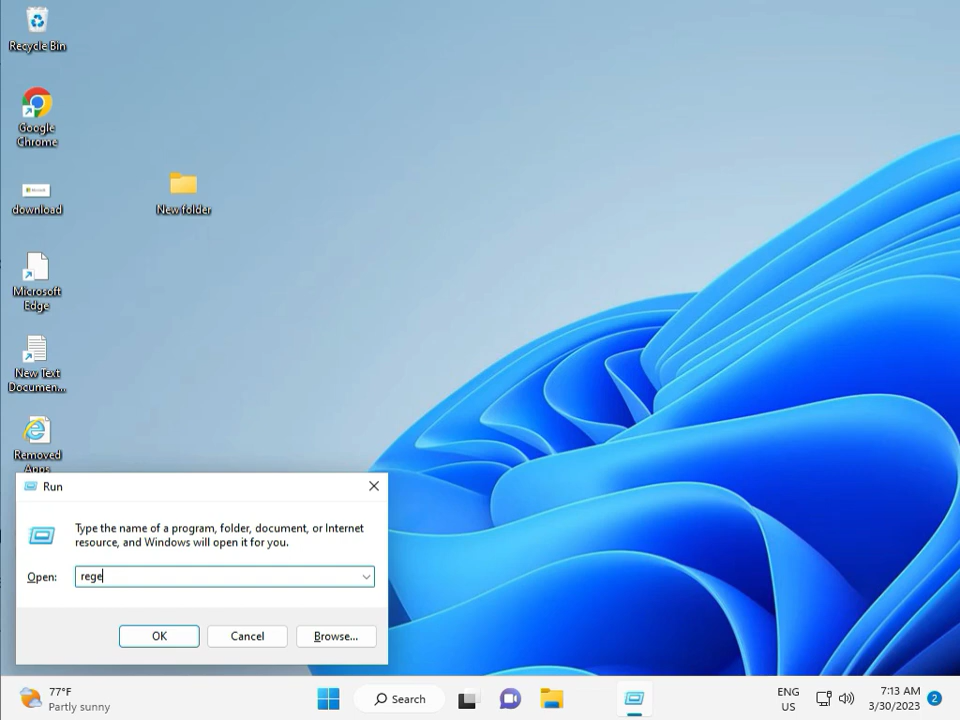 Recycle Bin
Google
Chrome
download
New folder
Microsoft
Edge
New Text
Documen...
Removed
Apps
Run
Type the name of a program, folder, document, or Internet
resource, and Windows will open it for you.
Open:
rege
OK
Cancel
Browse...
77°F
Partly sunny
Search
ENG
US
7:13 AM
3/30/2023
2